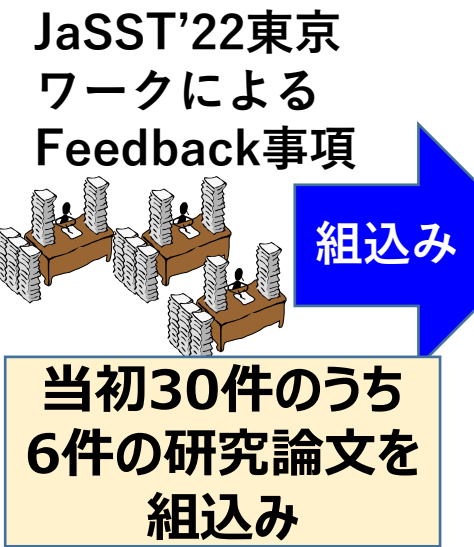 JaSST’22東京
ワークによる
Feedback事項
組込み
当初30件のうち
6件の研究論文を
組込み